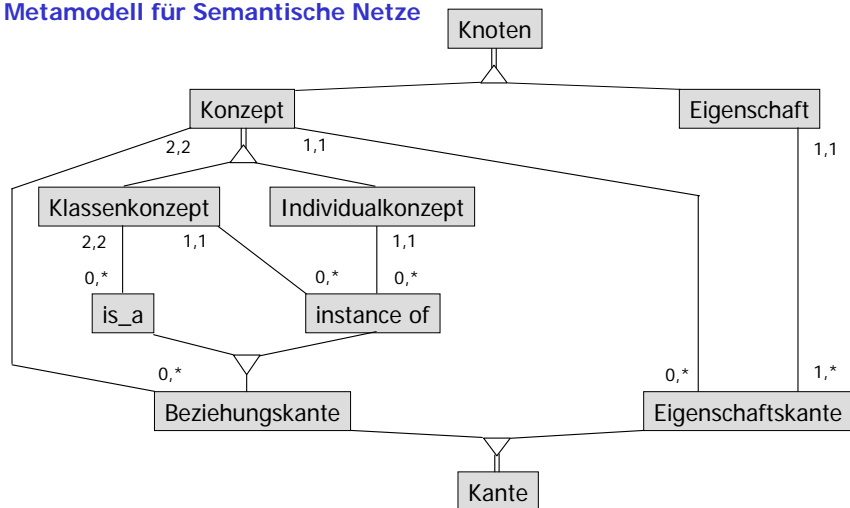 Metamodell für Semantische Netze
Knoten
Konzept
Eigenschaft
2,2
1,1
1,1
Klassenkonzept
Individualkonzept
2,2
1,1
1,1
0,*
0,*
0,*
is_a
instance of
0,*
0,*
1,*
Beziehungskante
Eigenschaftskante
Kante